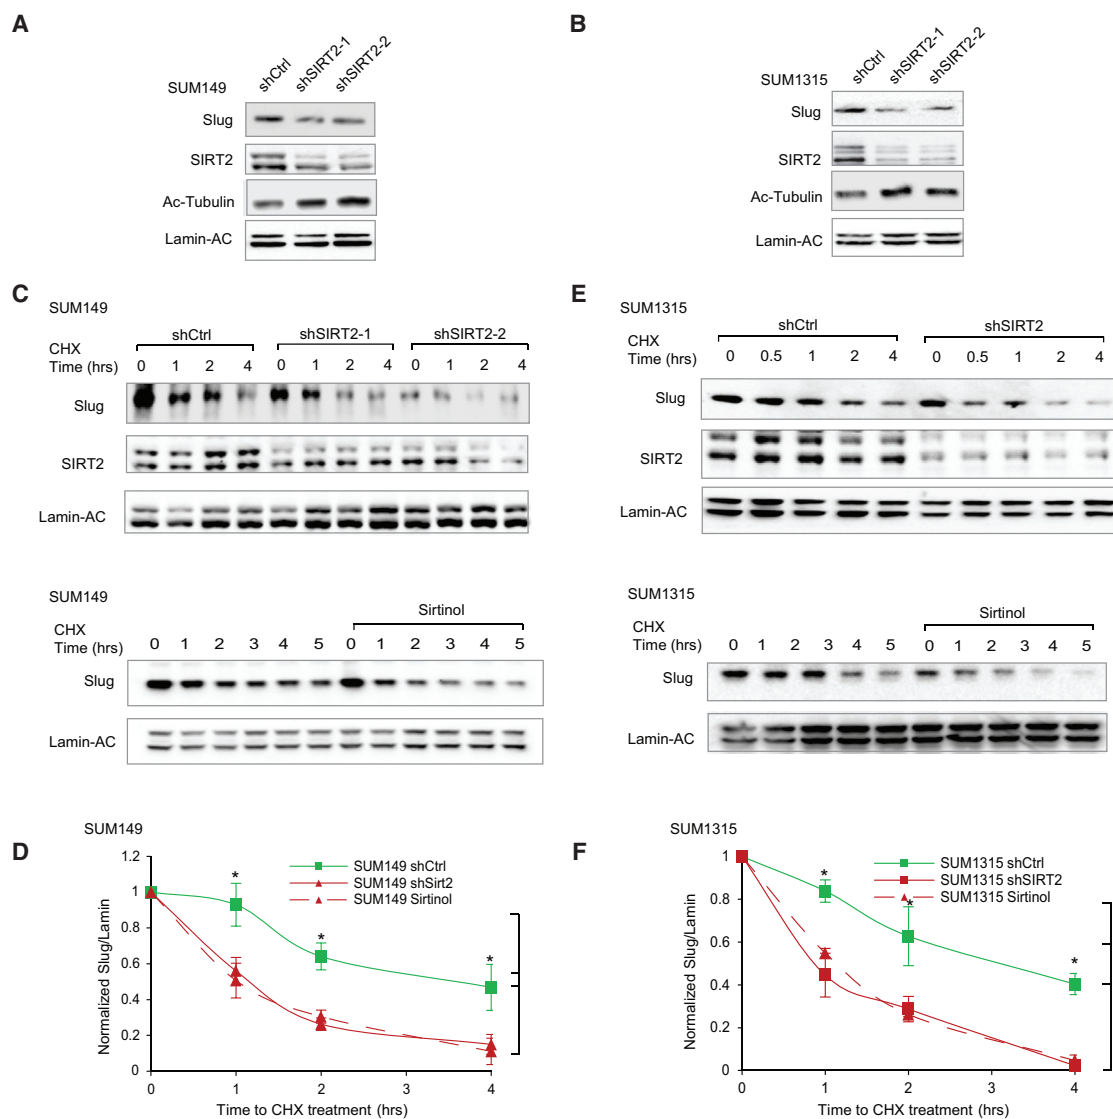 A
SUM149
shCtrl
shSIRT2-1
shSIRT2-2
Slug
SIRT2
Ac-Tubulin
Lamin-AC
B
SUM1315
shCtrl
shSIRT2-1
shSIRT2-2
Slug
SIRT2
Ac-Tubulin
Lamin-AC
C
SUM149
shCtrl shSIRT2-1 shSIRT2-2
CHX
Time (hrs) 0 1 2 4 0 1 2 4 0 1 2 4
Slug
SIRT2
Lamin-AC
SUM149
Sirtinol
CHX
Time (hrs) 0 1 2 3 4 5 0 1 2 3 4 5
Slug
Lamin-AC
E
SUM1315
shCtrl shSIRT2
CHX
Time (hrs) 0 0.5 1 2 4 0 0.5 1 2 4
Slug
SIRT2
Lamin-AC
SUM1315
Sirtinol
CHX
Time (hrs) 0 1 2 3 4 5 0 1 2 3 4 5
Slug
Lamin-AC
D
SUM149
Normalized Slug/Lamin
1.2
1
0.8
0.6
0.4
0.2
0
SUM149 shCtrl
SUM149 shSirt2
SUM149 Sirtinol
* * *
0 1 2 3 4
Time to CHX treatment (hrs)
F
SUM1315
Normalized Slug/Lamin
1
0.8
0.6
0.4
0.2
0
SUM1315 shCtrl
SUM1315 shSIRT2
SUM1315 Sirtinol
* * *
0 1 2 3 4
Time to CHX treatment (hrs)